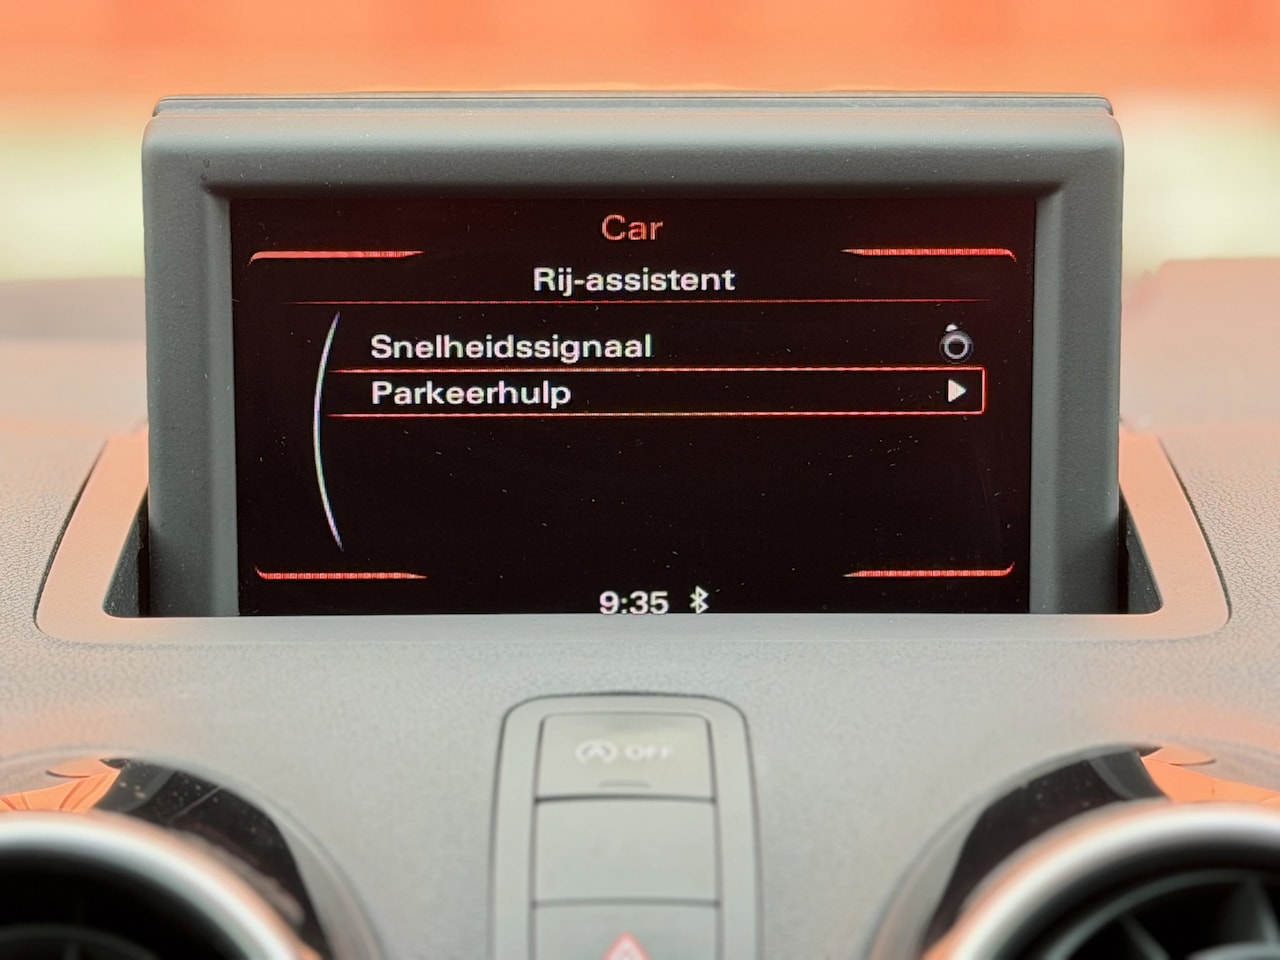 Car
Rij-assistent
Snelheidssignaal
Parkeerhulp
9:35
A OFF